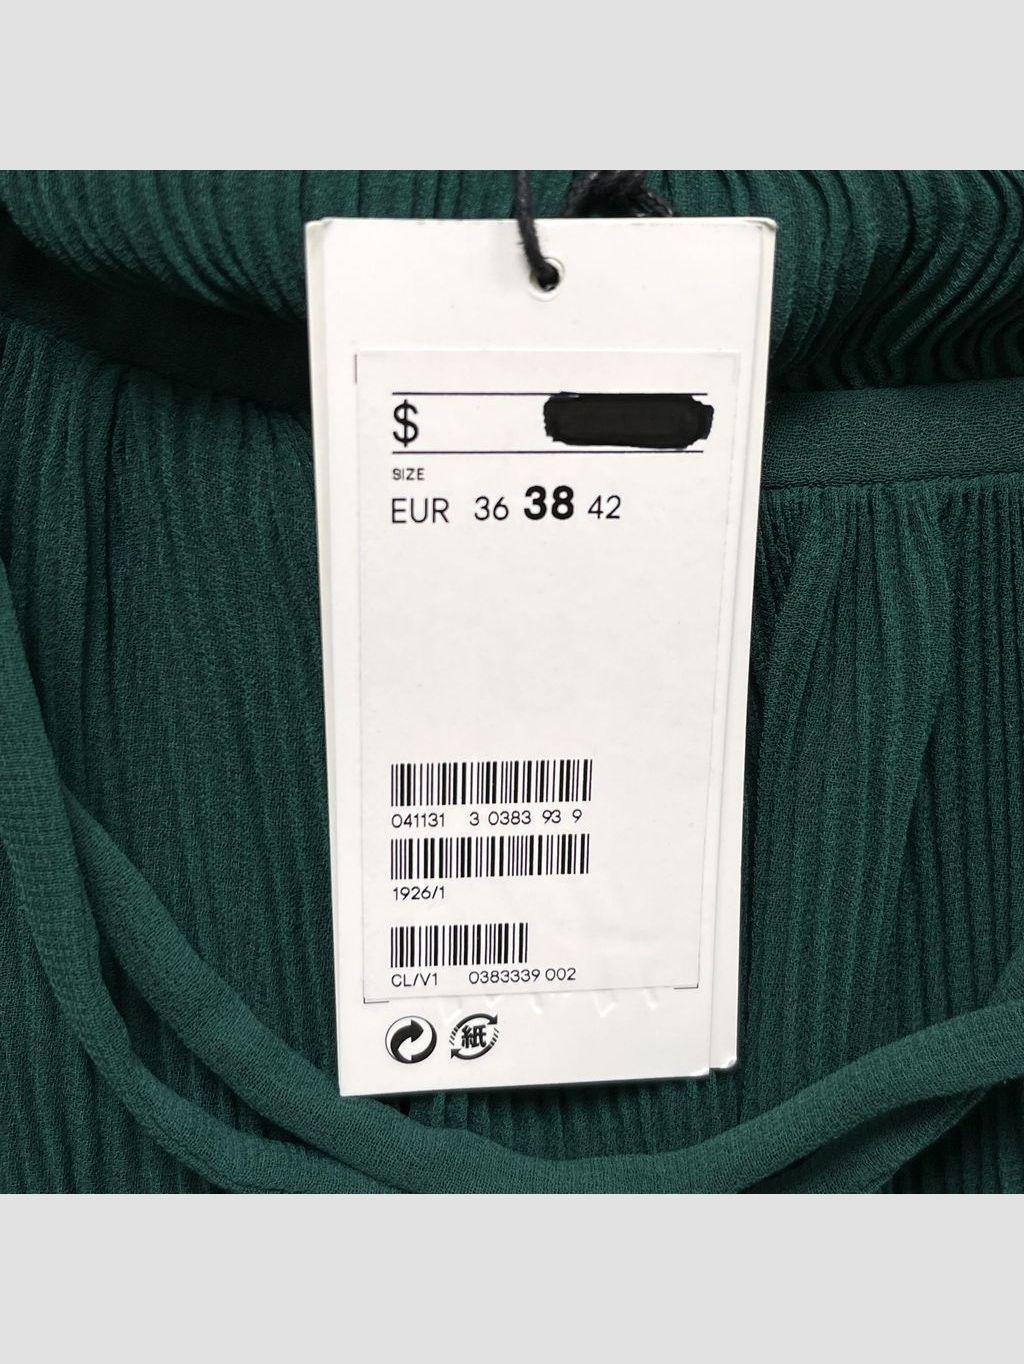 $
SIZE
EUR 36 38 42
041131 3 0383 93 9
1926/1
CL/V1 0383339 002
紙